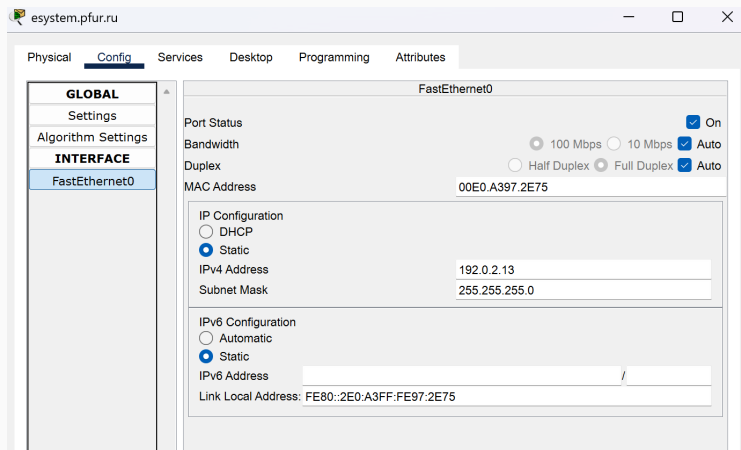 esystem.pfur.ru
Physical Config Services Desktop Programming Attributes
GLOBAL
Settings
Algorithm Settings
INTERFACE
FastEthernet0
FastEthernet0
Port Status On
Bandwidth 100 Mbps 10 Mbps Auto
Duplex Half Duplex Full Duplex Auto
MAC Address 00E0.A397.2E75
IP Configuration
DHCP
Static
IPv4 Address 192.0.2.13
Subnet Mask 255.255.255.0
IPv6 Configuration
Automatic
Static
IPv6 Address /
Link Local Address: FE80::2E0:A3FF:FE97:2E75